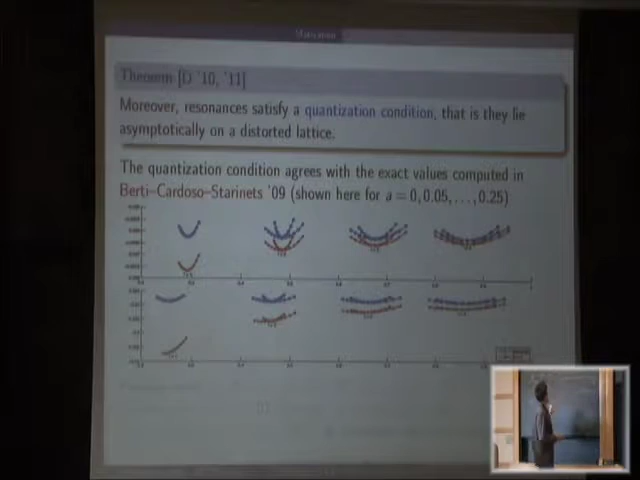 Motivation
Theorem [D '10, '11]
Moreover, resonances satisfy a quantization condition, that is they lie
asymptotically on a distorted lattice.
The quantization condition agrees with the exact values computed in
Berti–Cardoso–Starinets '09 (shown here for a = 0, 0.05, . . . , 0.25)